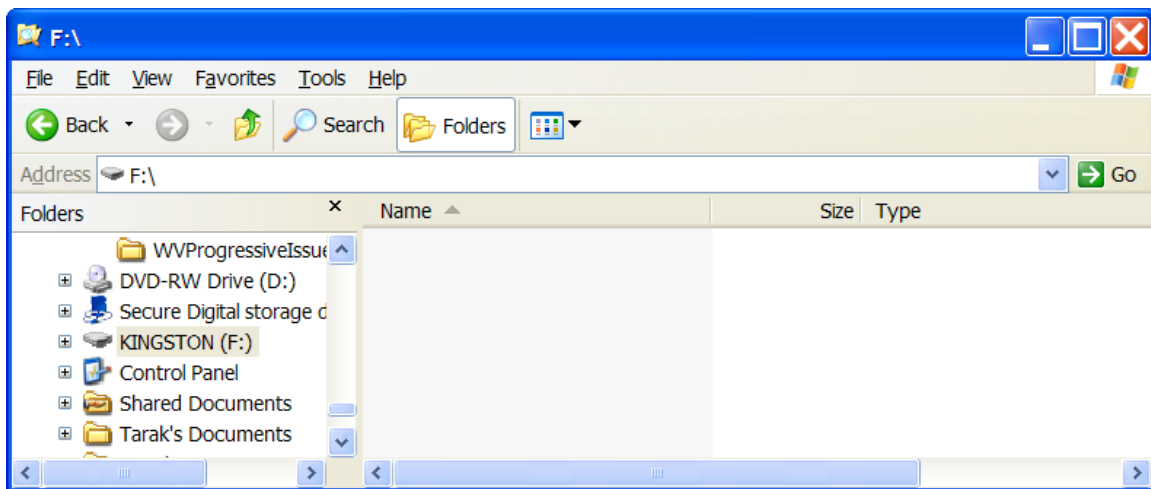 F:\
File Edit View Favorites Tools Help
Back Search Folders
Address F:\ Go
Folders x Name Size Type
WVProgressiveIssue
DVD-RW Drive (D:)
Secure Digital storage d
KINGSTON (F:)
Control Panel
Shared Documents
Tarak's Documents